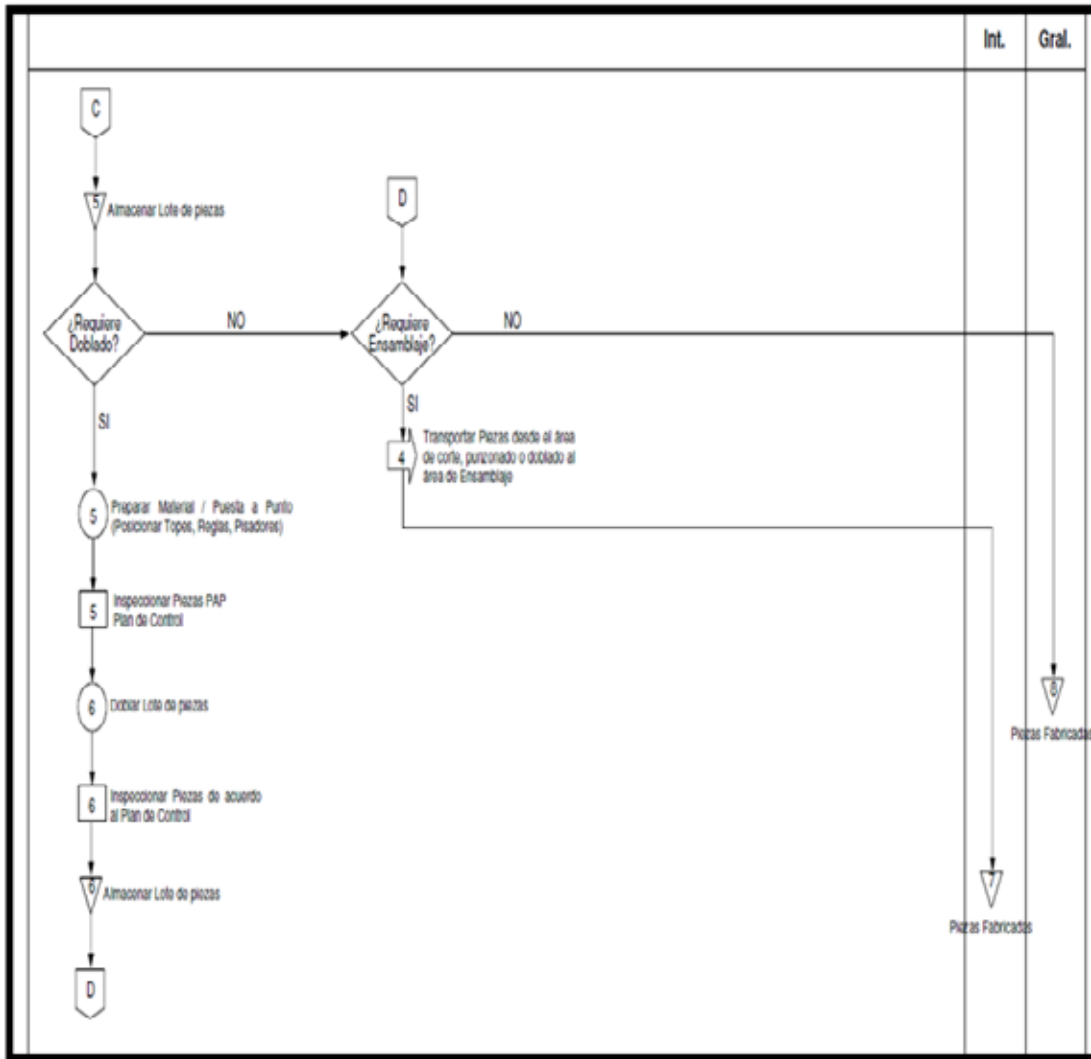 Int.
Gral.
C
5
Almacenar Lote de piezas
D
¿Requiere
Doblado?
NO
¿Requiere
Ensamblaje?
NO
SI
SI
4
Transportar Piezas desde el área
de corte, punzonado o doblado al
área de Ensamblaje
5
Preparar Material / Puesta a Punto
(Posicionar Topes, Reglas, Pisadores)
5
Inspeccionar Piezas PAP
Plan de Control
6
Doblar Lote de piezas
8
Piezas Fabricadas
6
Inspeccionar Piezas de acuerdo
al Plan de Control
6
Almacenar Lote de piezas
7
Piezas Fabricadas
D